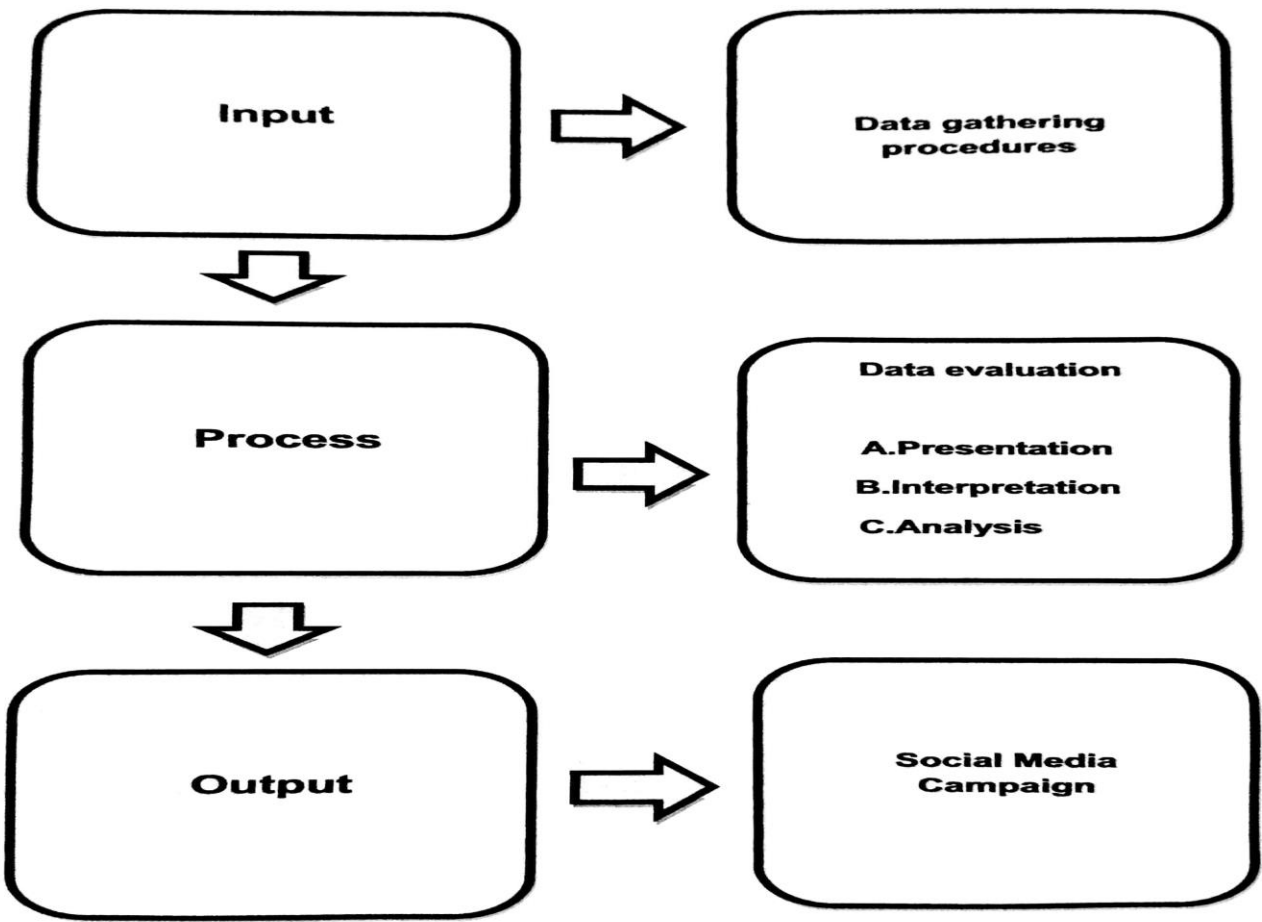 Input
Data gathering
procedures
Process
Data evaluation
A.Presentation
B.Interpretation
C.Analysis
Output
Social Media
Campaign